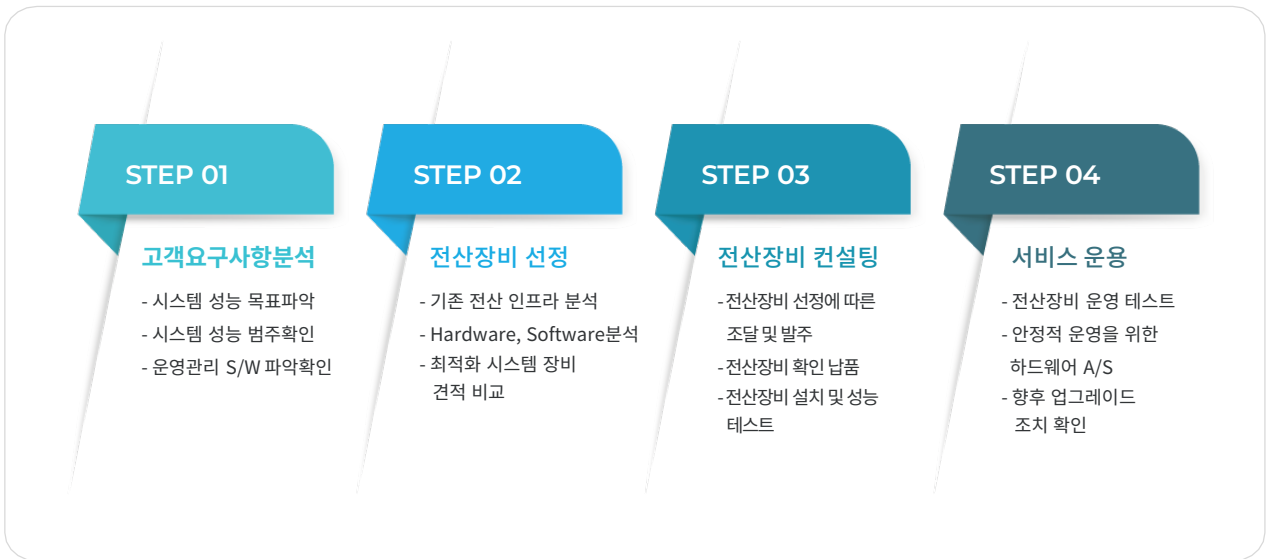 STEP 01
고객요구사항분석
- 시스템 성능 목표파악
- 시스템 성능 범주확인
- 운영관리 S/W 파악확인
STEP 02
전산장비 선정
- 기존 전산 인프라 분석
- Hardware, Software분석
- 최적화 시스템 장비
견적 비교
STEP 03
전산장비 컨설팅
- 전산장비 선정에 따른
조달 및 발주
- 전산장비 확인 납품
- 전산장비 설치 및 성능
테스트
STEP 04
서비스 운용
- 전산장비 운영 테스트
- 안정적 운영을 위한
하드웨어 A/S
- 향후 업그레이드
조치 확인